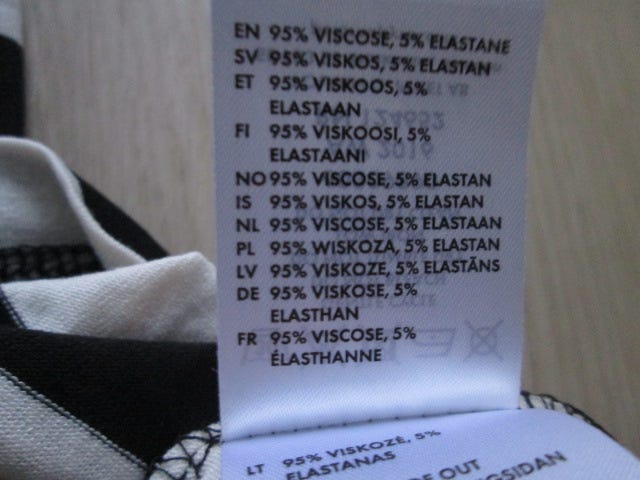 EN 95% VISCOSE, 5% ELASTANE
SV 95% VISKOS, 5% ELASTAN
ET 95% VISKOOS, 5%
ELASTAAN
FI 95% VISKOOSI, 5%
ELASTAANI
NO 95% VISCOSE, 5% ELASTAN
IS 95% VISKOS, 5% ELASTAN
NL 95% VISCOSE, 5% ELASTAAN
PL 95% WISKOZA, 5% ELASTAN
LV 95% VISKOZE, 5% ELASTĀNS
DE 95% VISKOSE, 5%
ELASTHAN
FR 95% VISCOSE, 5%
ÉLASTHANNE
LT 95% VISKOZĖ, 5%
ELASTANAS
OUT